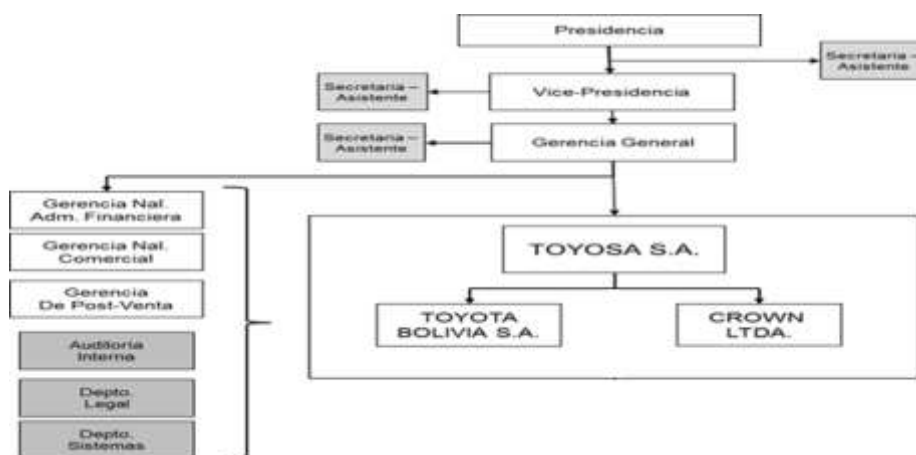 Presidencia
Secretaria –
Asistente
Secretaria –
Asistente
Vice-Presidencia
Secretaria –
Asistente
Gerencia General
Gerencia Nal.
Adm. Financiera
Gerencia Nal.
Comercial
Gerencia
De Post-Venta
Auditoría
Interna
Depto.
Legal
Depto.
Sistemas
TOYOSA S.A.
TOYOTA
BOLIVIA S.A.
CROWN
LTDA.